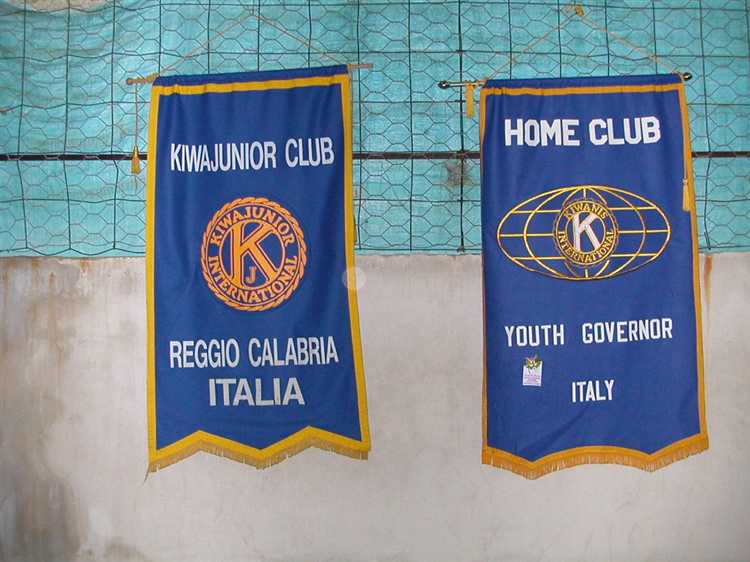 KIWAJUNIOR CLUB
KIWAJUNIOR
K
J
INTERNATIONAL
REGGIO CALABRIA
ITALIA
HOME CLUB
KIWANIS
K
INTERNATIONAL
YOUTH GOVERNOR
ITALY